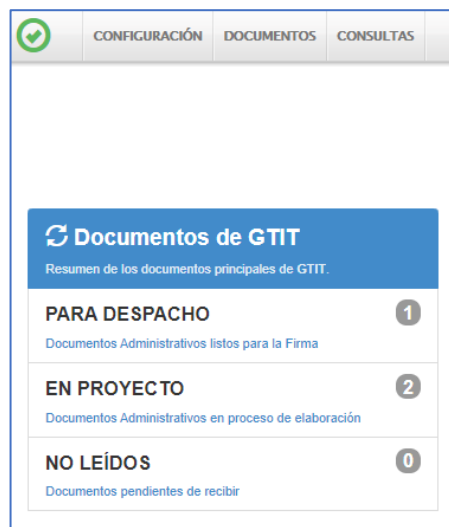 CONFIGURACIÓN DOCUMENTOS CONSULTAS
Documentos de GTIT
Resumen de los documentos principales de GTIT.
PARA DESPACHO 1
Documentos Administrativos listos para la Firma
EN PROYECTO 2
Documentos Administrativos en proceso de elaboración
NO LEÍDOS 0
Documentos pendientes de recibir